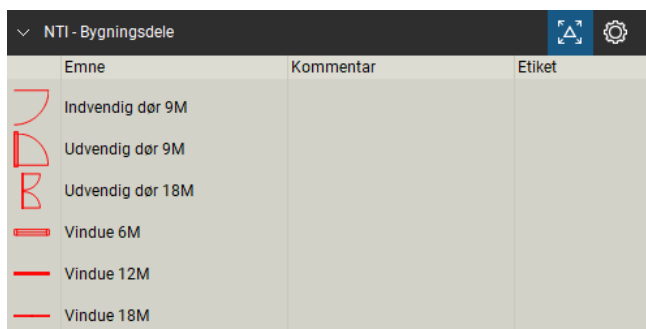 NTI - Bygningsdele
Emne Kommentar Etiket
Indvendig dør 9M
Udvendig dør 9M
Udvendig dør 18M
Vindue 6M
Vindue 12M
Vindue 18M